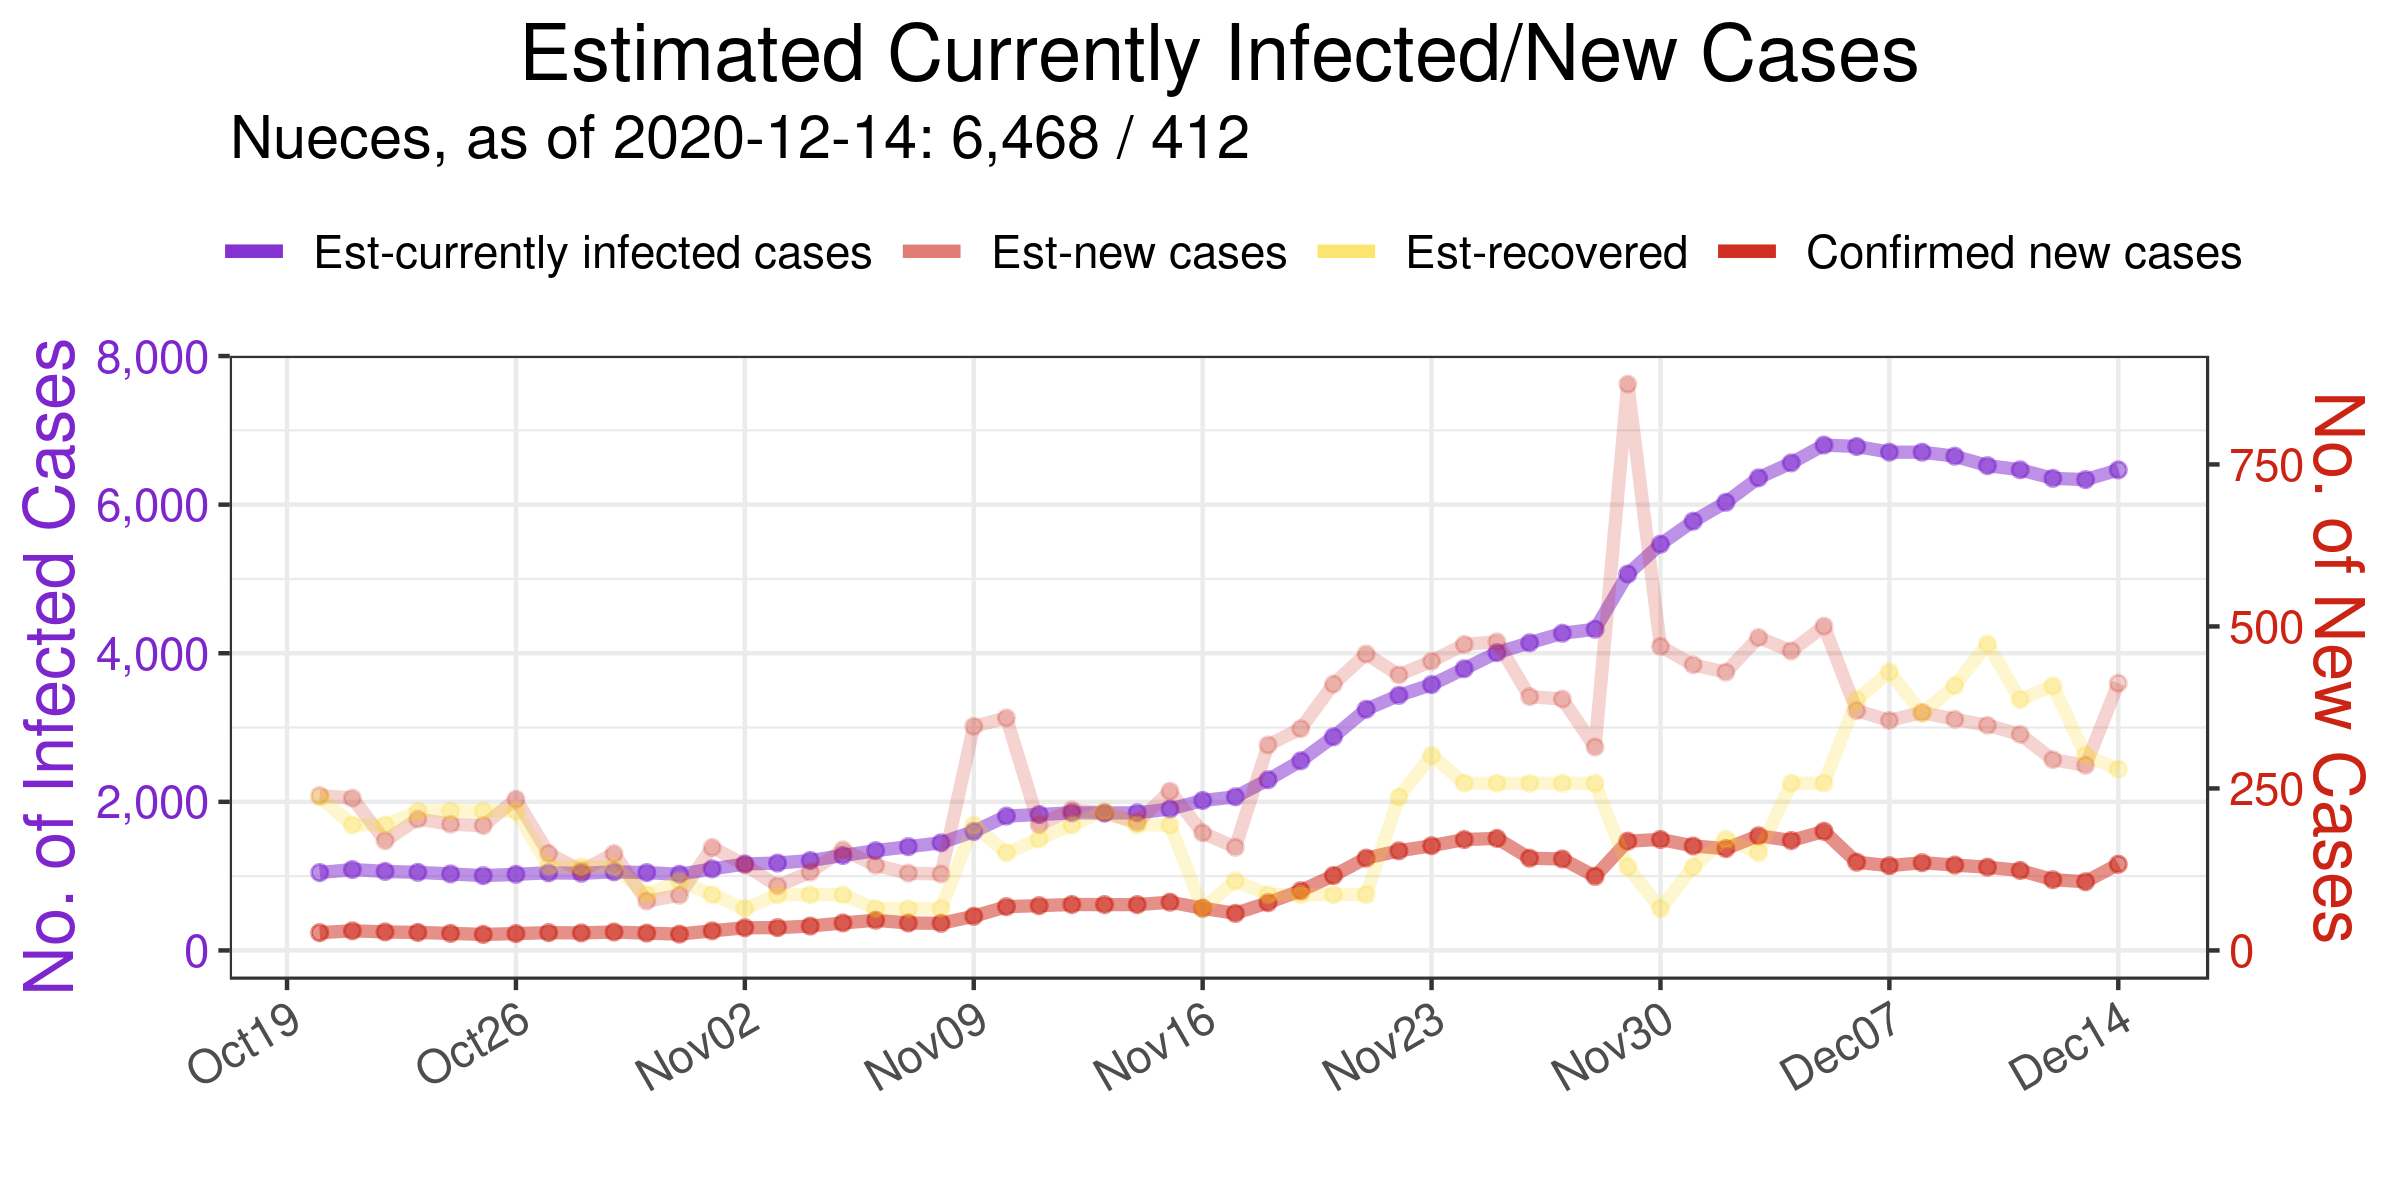 Estimated Currently Infected/New Cases
Nueces, as of 2020-12-14: 6,468 / 412
Est-currently infected cases Est-new cases Est-recovered Confirmed new cases
No. of Infected Cases
8,000
6,000
4,000
2,000
0
No. of New Cases
750
500
250
0
Oct19 Oct26 Nov02 Nov09 Nov16 Nov23 Nov30 Dec07 Dec14